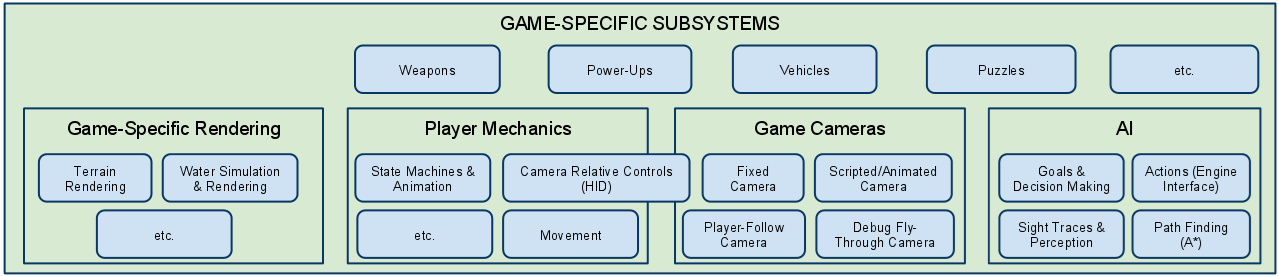 GAME-SPECIFIC SUBSYSTEMS
Weapons
Power-Ups
Vehicles
Puzzles
etc.
Game-Specific Rendering
Terrain
Rendering
Water Simulation
& Rendering
etc.
Player Mechanics
State Machines &
Animation
Camera Relative Controls
(HID)
etc.
Movement
Game Cameras
Fixed
Camera
Scripted/Animated
Camera
Player-Follow
Camera
Debug Fly-
Through Camera
AI
Goals &
Decision Making
Actions (Engine
Interface)
Sight Traces &
Perception
Path Finding
(A*)